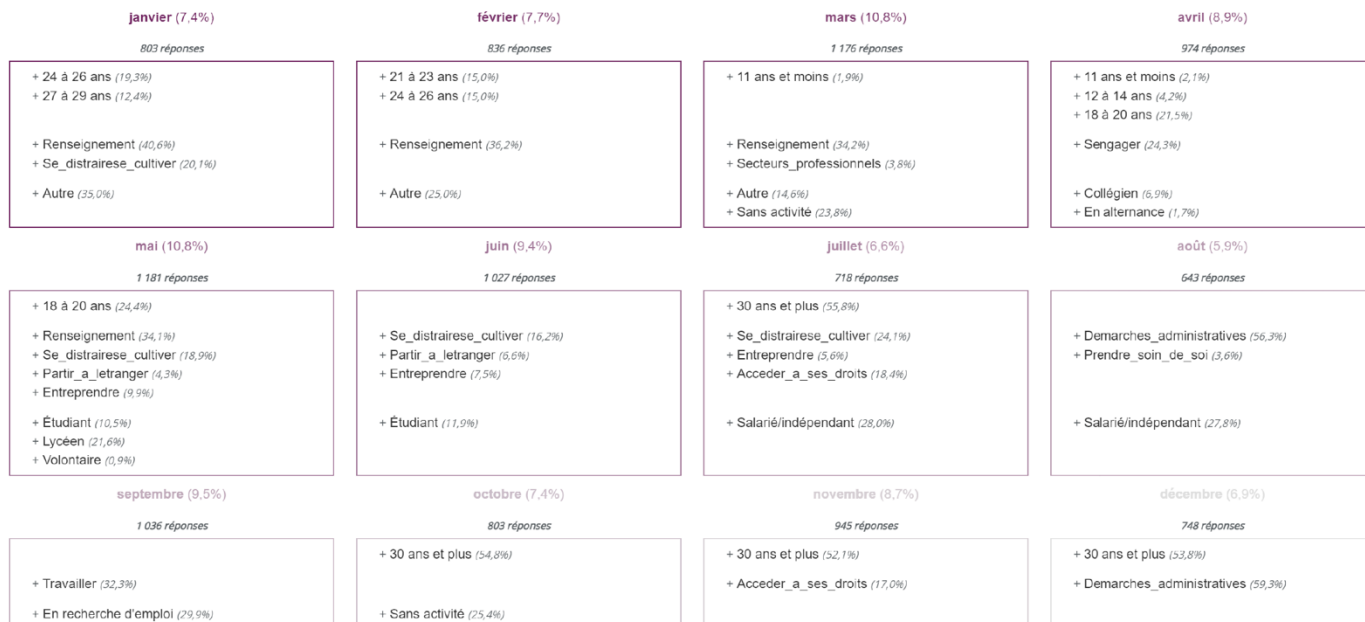 janvier (7,4%)
803 réponses
+ 24 à 26 ans (19,3%)
+ 27 à 29 ans (12,4%)
+ Renseignement (40,6%)
+ Se_distrairese_cultiver (20,1%)
+ Autre (35,0%)
février (7,7%)
836 réponses
+ 21 à 23 ans (15,0%)
+ 24 à 26 ans (15,0%)
+ Renseignement (36,2%)
+ Autre (25,0%)
mars (10,8%)
1 176 réponses
+ 11 ans et moins (1,9%)
+ Renseignement (34,2%)
+ Secteurs_professionnels (3,8%)
+ Autre (14,6%)
+ Sans activité (23,8%)
avril (8,9%)
974 réponses
+ 11 ans et moins (2,1%)
+ 12 à 14 ans (4,2%)
+ 18 à 20 ans (21,5%)
+ Sengager (24,3%)
+ Collégien (6,9%)
+ En alternance (1,7%)
mai (10,8%)
1 181 réponses
+ 18 à 20 ans (24,4%)
+ Renseignement (34,1%)
+ Se_distrairese_cultiver (18,9%)
+ Partir_a_letranger (4,3%)
+ Entreprendre (9,9%)
+ Étudiant (10,5%)
+ Lycéen (21,6%)
+ Volontaire (0,9%)
juin (9,4%)
1 027 réponses
+ Se_distrairese_cultiver (16,2%)
+ Partir_a_letranger (6,6%)
+ Entreprendre (7,5%)
+ Étudiant (11,9%)
juillet (6,6%)
718 réponses
+ 30 ans et plus (55,8%)
+ Se_distrairese_cultiver (24,1%)
+ Entreprendre (5,6%)
+ Acceder_a_ses_droits (18,4%)
+ Salarié/indépendant (28,0%)
août (5,9%)
643 réponses
+ Demarches_administratives (56,3%)
+ Prendre_soin_de_soi (3,6%)
+ Salarié/indépendant (27,8%)
septembre (9,5%)
1 036 réponses
+ Travailler (32,3%)
+ En recherche d'emploi (29,9%)
octobre (7,4%)
803 réponses
+ 30 ans et plus (54,8%)
+ Sans activité (25,4%)
novembre (8,7%)
945 réponses
+ 30 ans et plus (52,1%)
+ Acceder_a_ses_droits (17,0%)
décembre (6,9%)
748 réponses
+ 30 ans et plus (53,8%)
+ Demarches_administratives (59,3%)